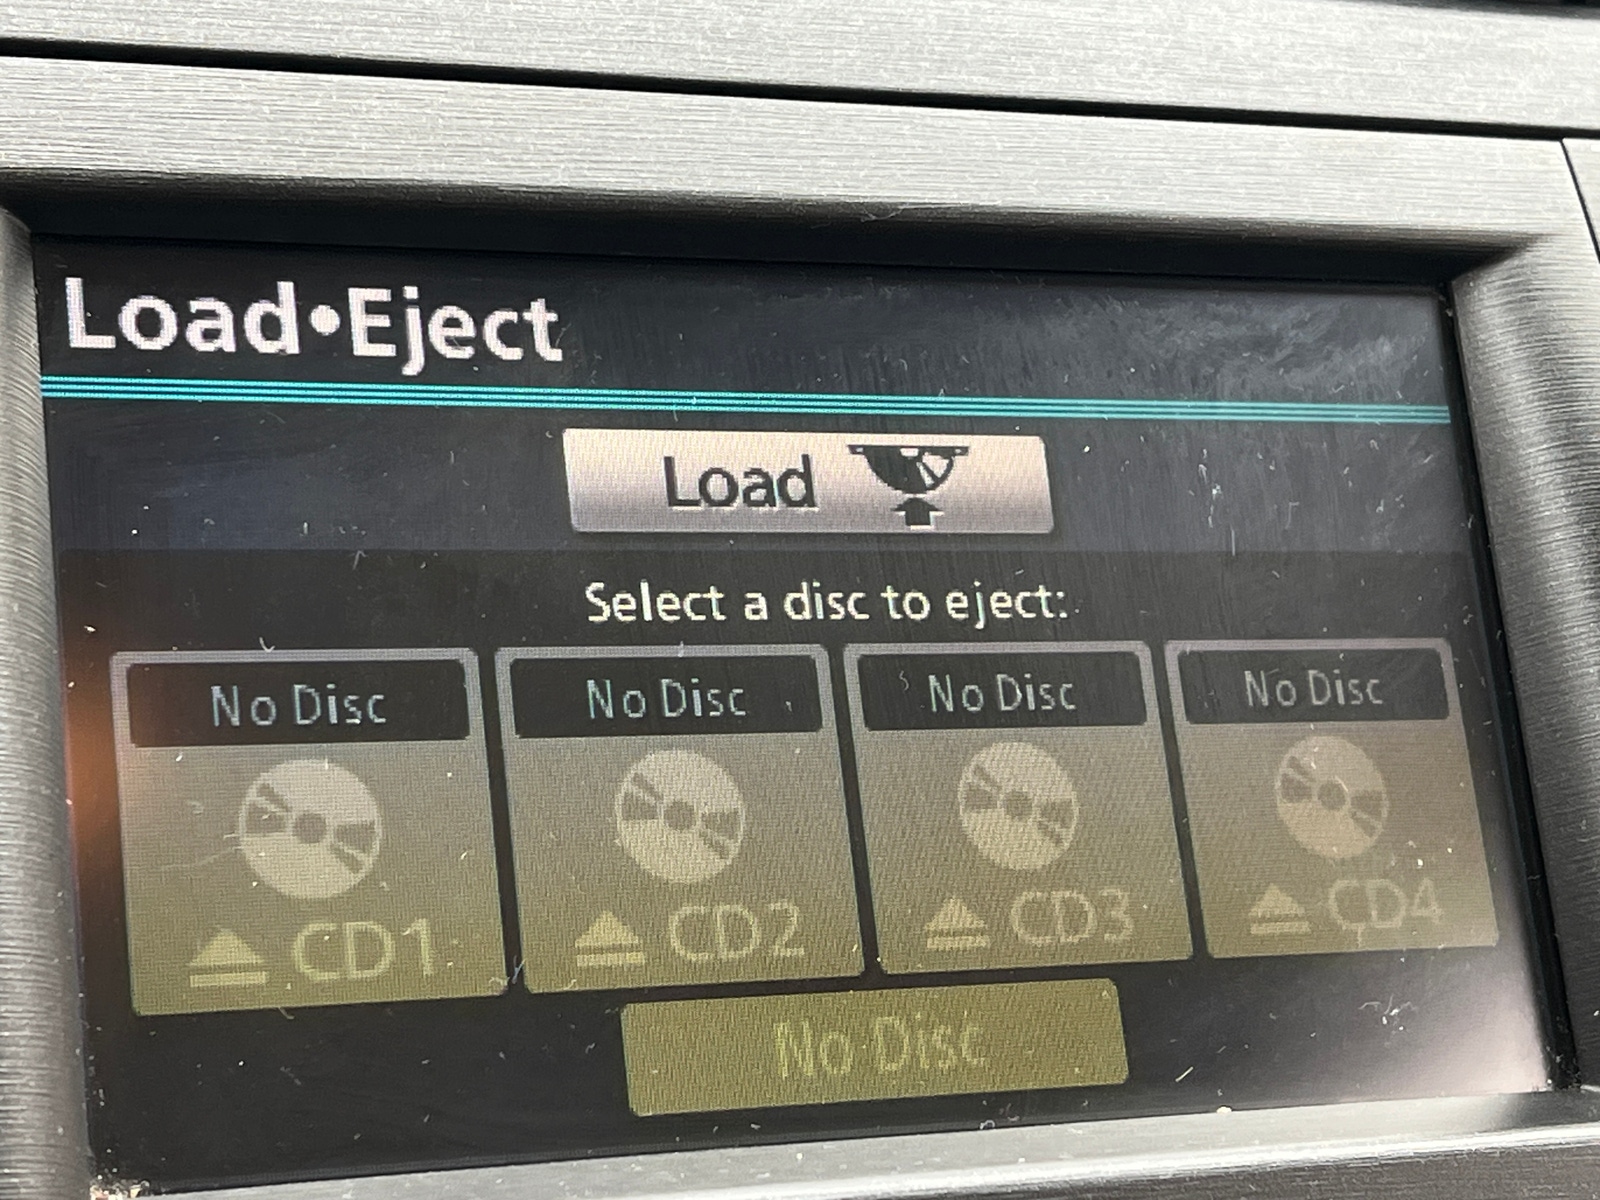 Load•Eject
Load
Select a disc to eject:
No Disc No Disc No Disc No Disc
CD1 CD2 CD3 CD4
No Disc